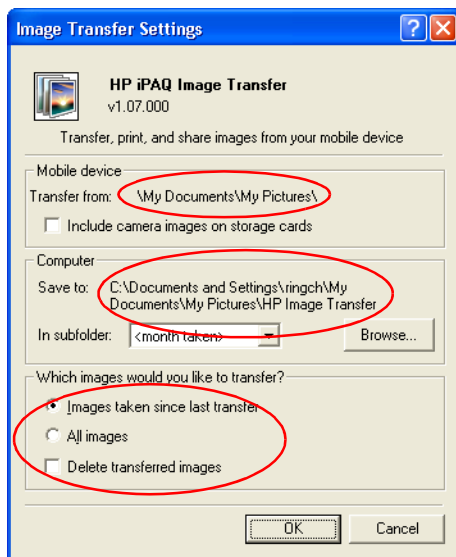 Image Transfer Settings
HP iPAQ Image Transfer
v1.07.000
Transfer, print, and share images from your mobile device
Mobile device
Transfer from: \My Documents\My Pictures\
Include camera images on storage cards
Computer
Save to: C:\Documents and Settings\ringch\My
Documents\My Pictures\HP Image Transfer
In subfolder: <month taken> Browse...
Which images would you like to transfer?
Images taken since last transfer
All images
Delete transferred images
OK Cancel